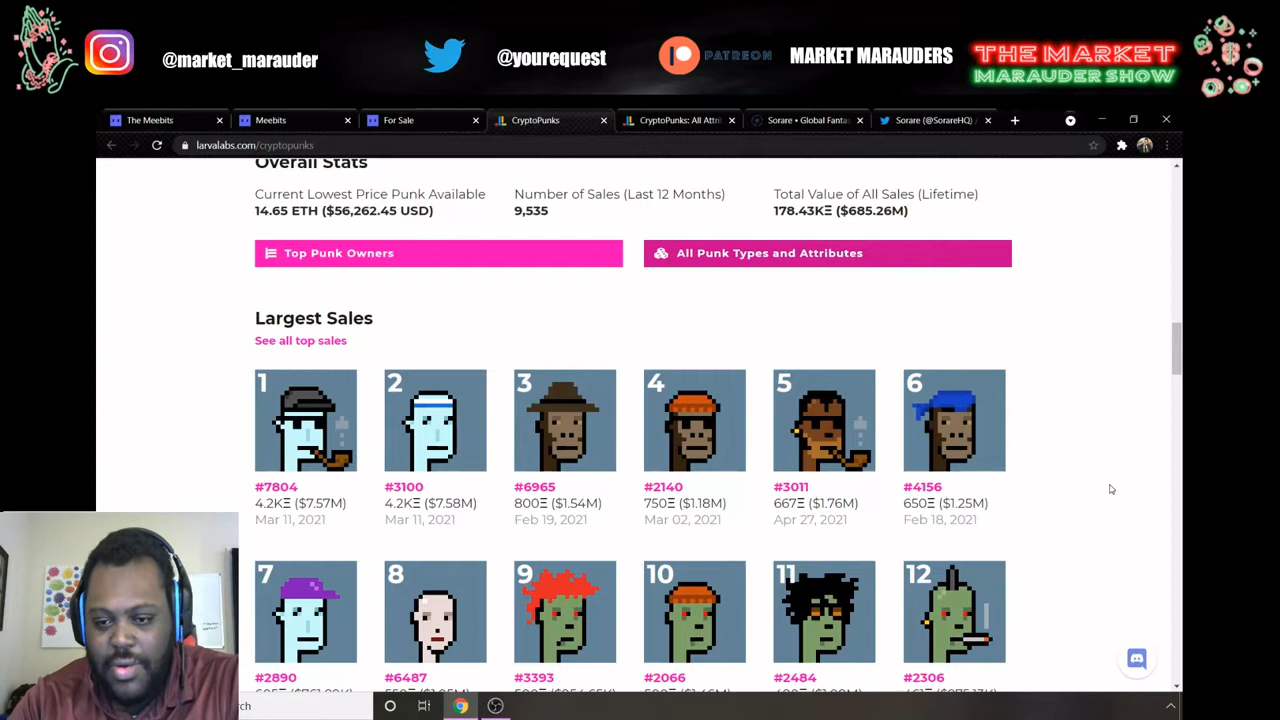 @market_marauder
@yourequest
PATREON
MARKET MARAUDERS
THE MARKET
MARAUDER SHOW
The Meebits
Meebits
For Sale
CryptoPunks
CryptoPunks: All Attri
Sorare • Global Fanta
Sorare (@SorareHQ) /
larvalabs.com/cryptopunks
Overall Stats
Current Lowest Price Punk Available
14.65 ETH ($56,262.45 USD)
Number of Sales (Last 12 Months)
9,535
Total Value of All Sales (Lifetime)
178.43KΞ ($685.26M)
Top Punk Owners
All Punk Types and Attributes
Largest Sales
See all top sales
1 2 3 4 5 6
#7804 #3100 #6965 #2140 #3011 #4156
4.2KΞ ($7.57M) 4.2KΞ ($7.58M) 800Ξ ($1.54M) 750Ξ ($1.18M) 667Ξ ($1.76M) 650Ξ ($1.25M)
Mar 11, 2021 Mar 11, 2021 Feb 19, 2021 Mar 02, 2021 Apr 27, 2021 Feb 18, 2021
7 8 9 10 11 12
#2890 #6487 #3393 #2066 #2484 #2306
rch